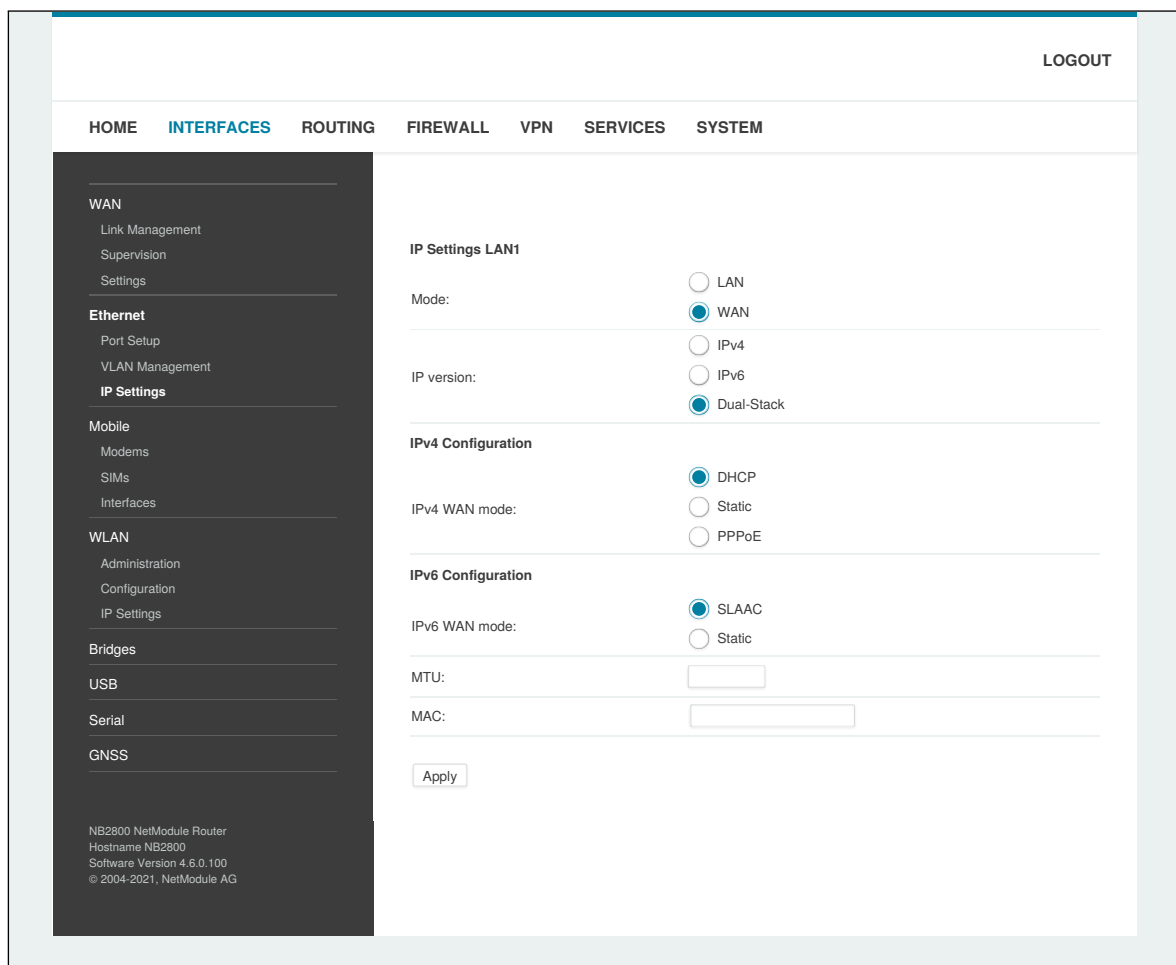 LOGOUT
HOME INTERFACES ROUTING FIREWALL VPN SERVICES SYSTEM
WAN
Link Management
Supervision
Settings
Ethernet
Port Setup
VLAN Management
IP Settings
Mobile
Modems
SIMs
Interfaces
WLAN
Administration
Configuration
IP Settings
Bridges
USB
Serial
GNSS
NB2800 NetModule Router
Hostname NB2800
Software Version 4.6.0.100
© 2004-2021, NetModule AG
IP Settings LAN1
Mode:
LAN
WAN
IP version:
IPv4
IPv6
Dual-Stack
IPv4 Configuration
IPv4 WAN mode:
DHCP
Static
PPPoE
IPv6 Configuration
IPv6 WAN mode:
SLAAC
Static
MTU:
MAC:
Apply